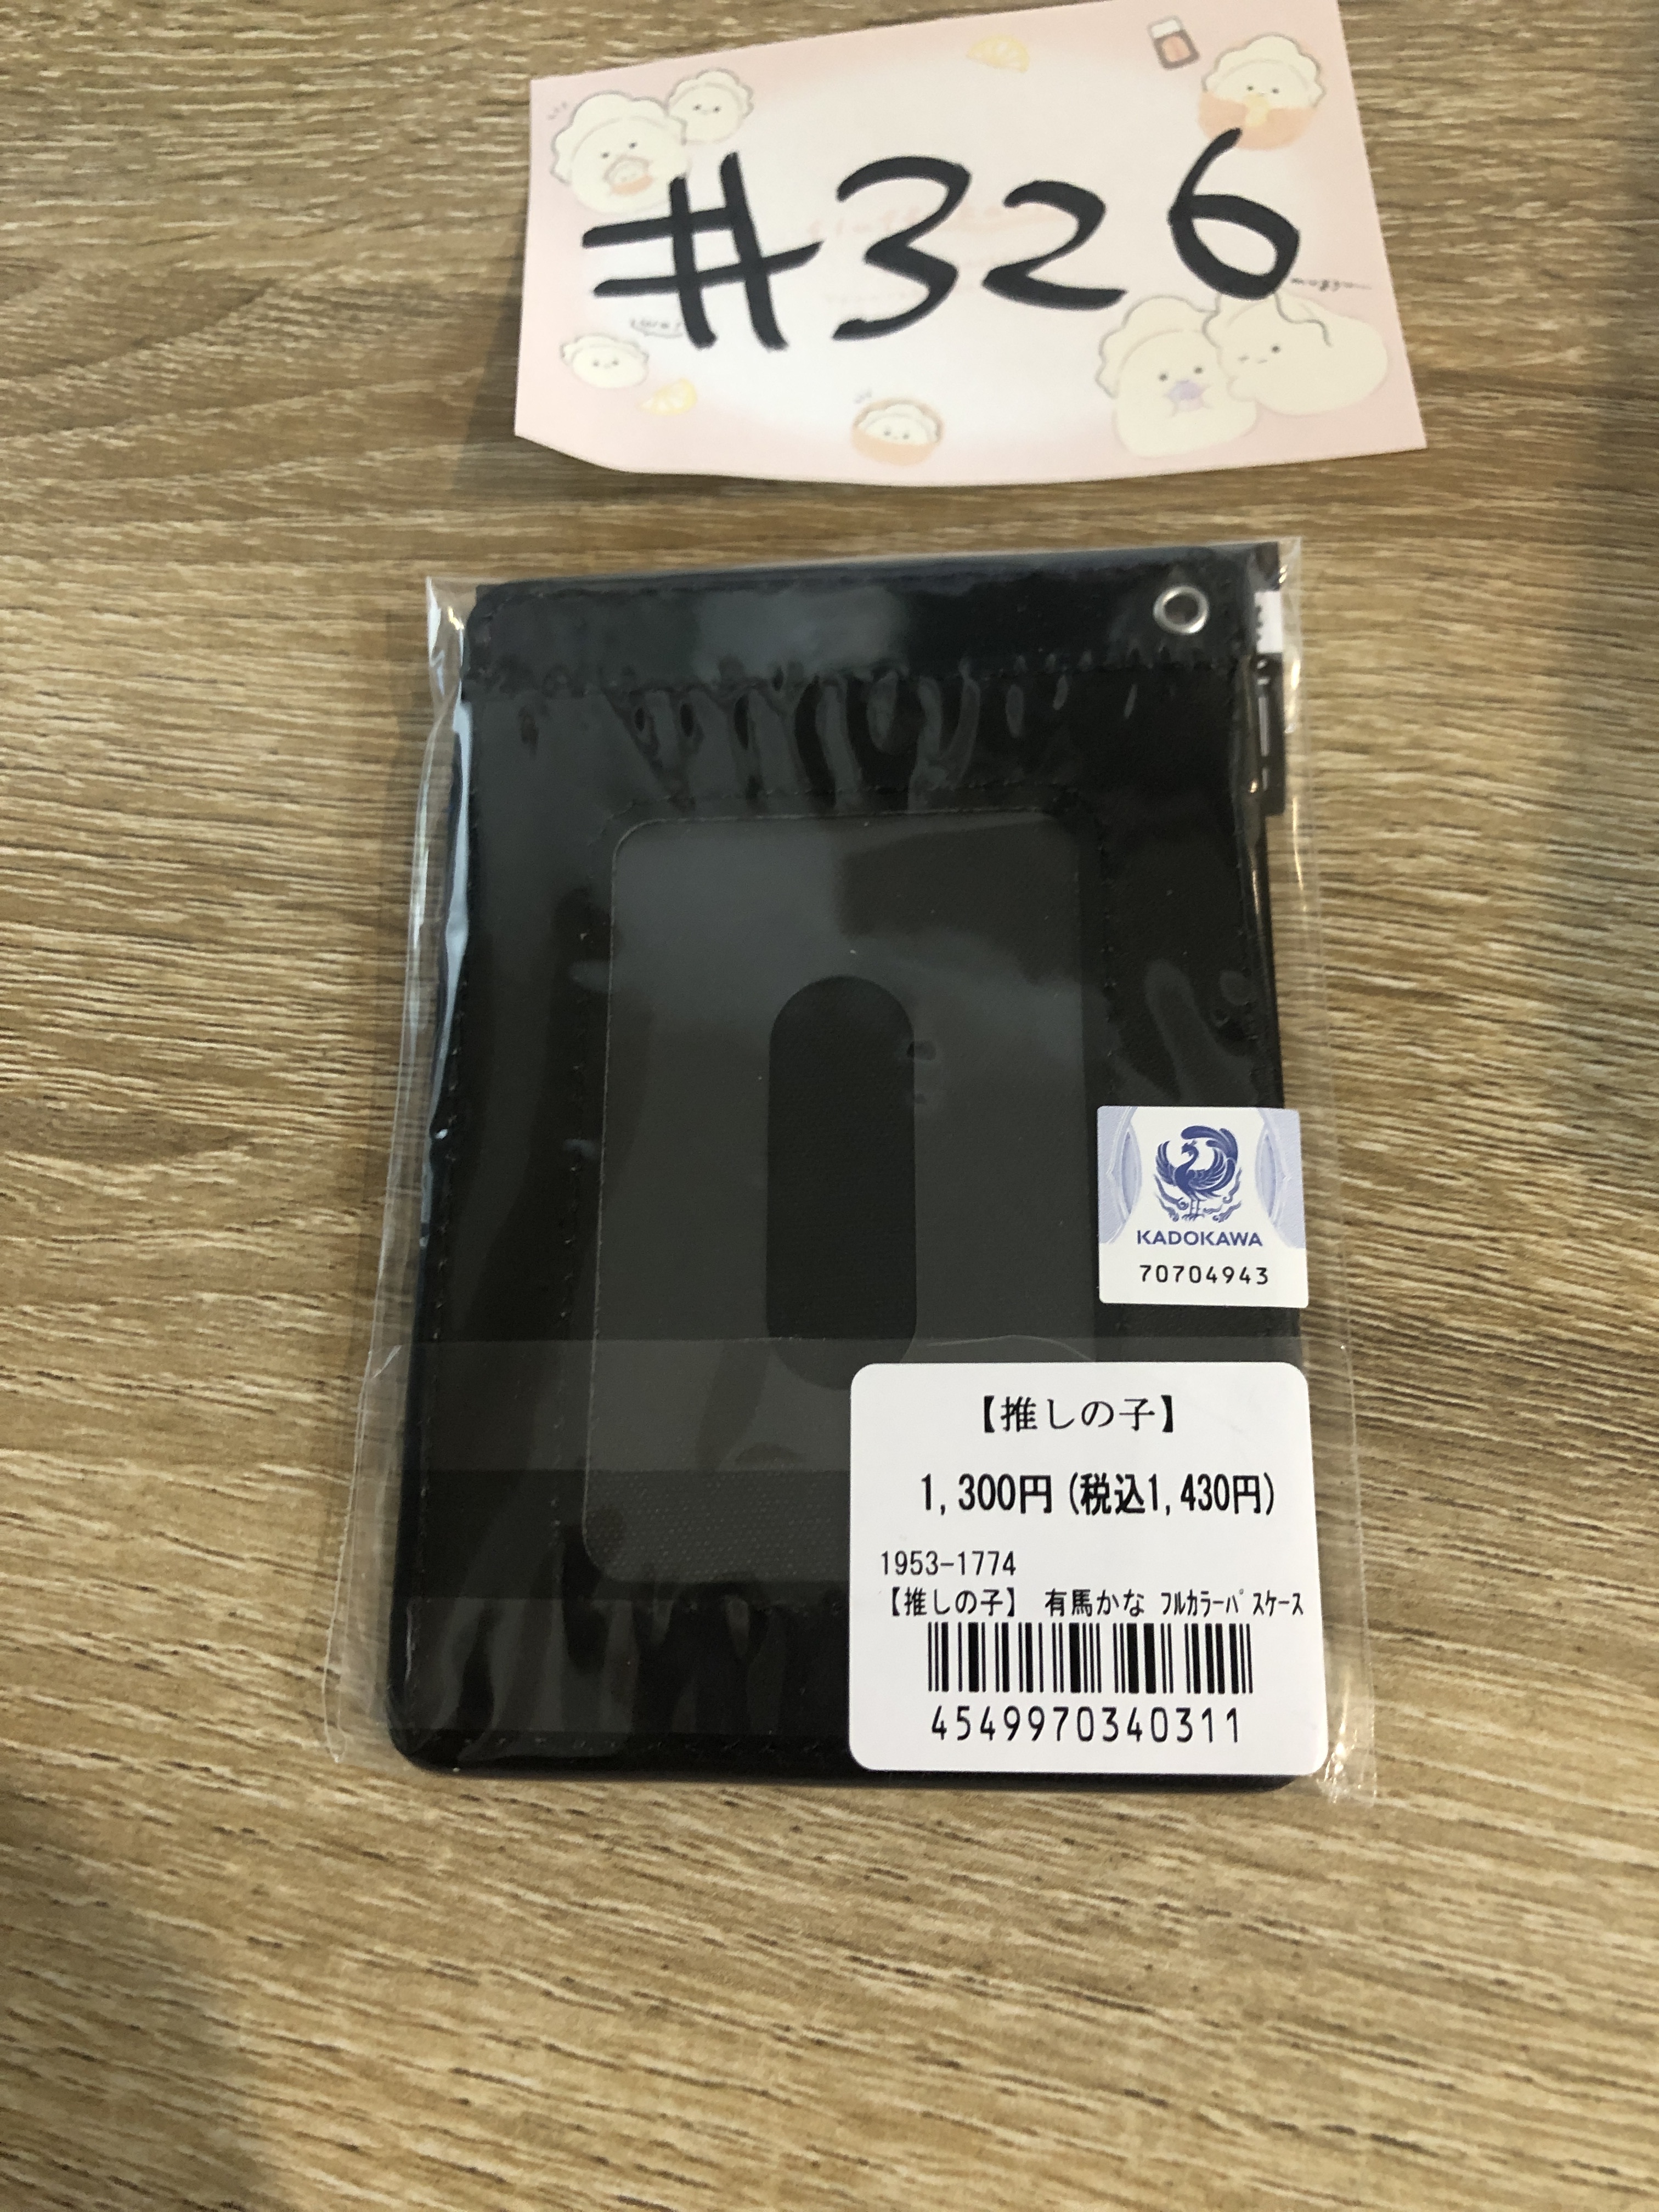 #326
KADOKAWA
70704943
【推しの子】
1,300円(税込1,430円)
1953-1774
【推しの子】 有馬かな ﾌﾙｶﾗｰﾊﾟｽｹｰｽ
4549970340311